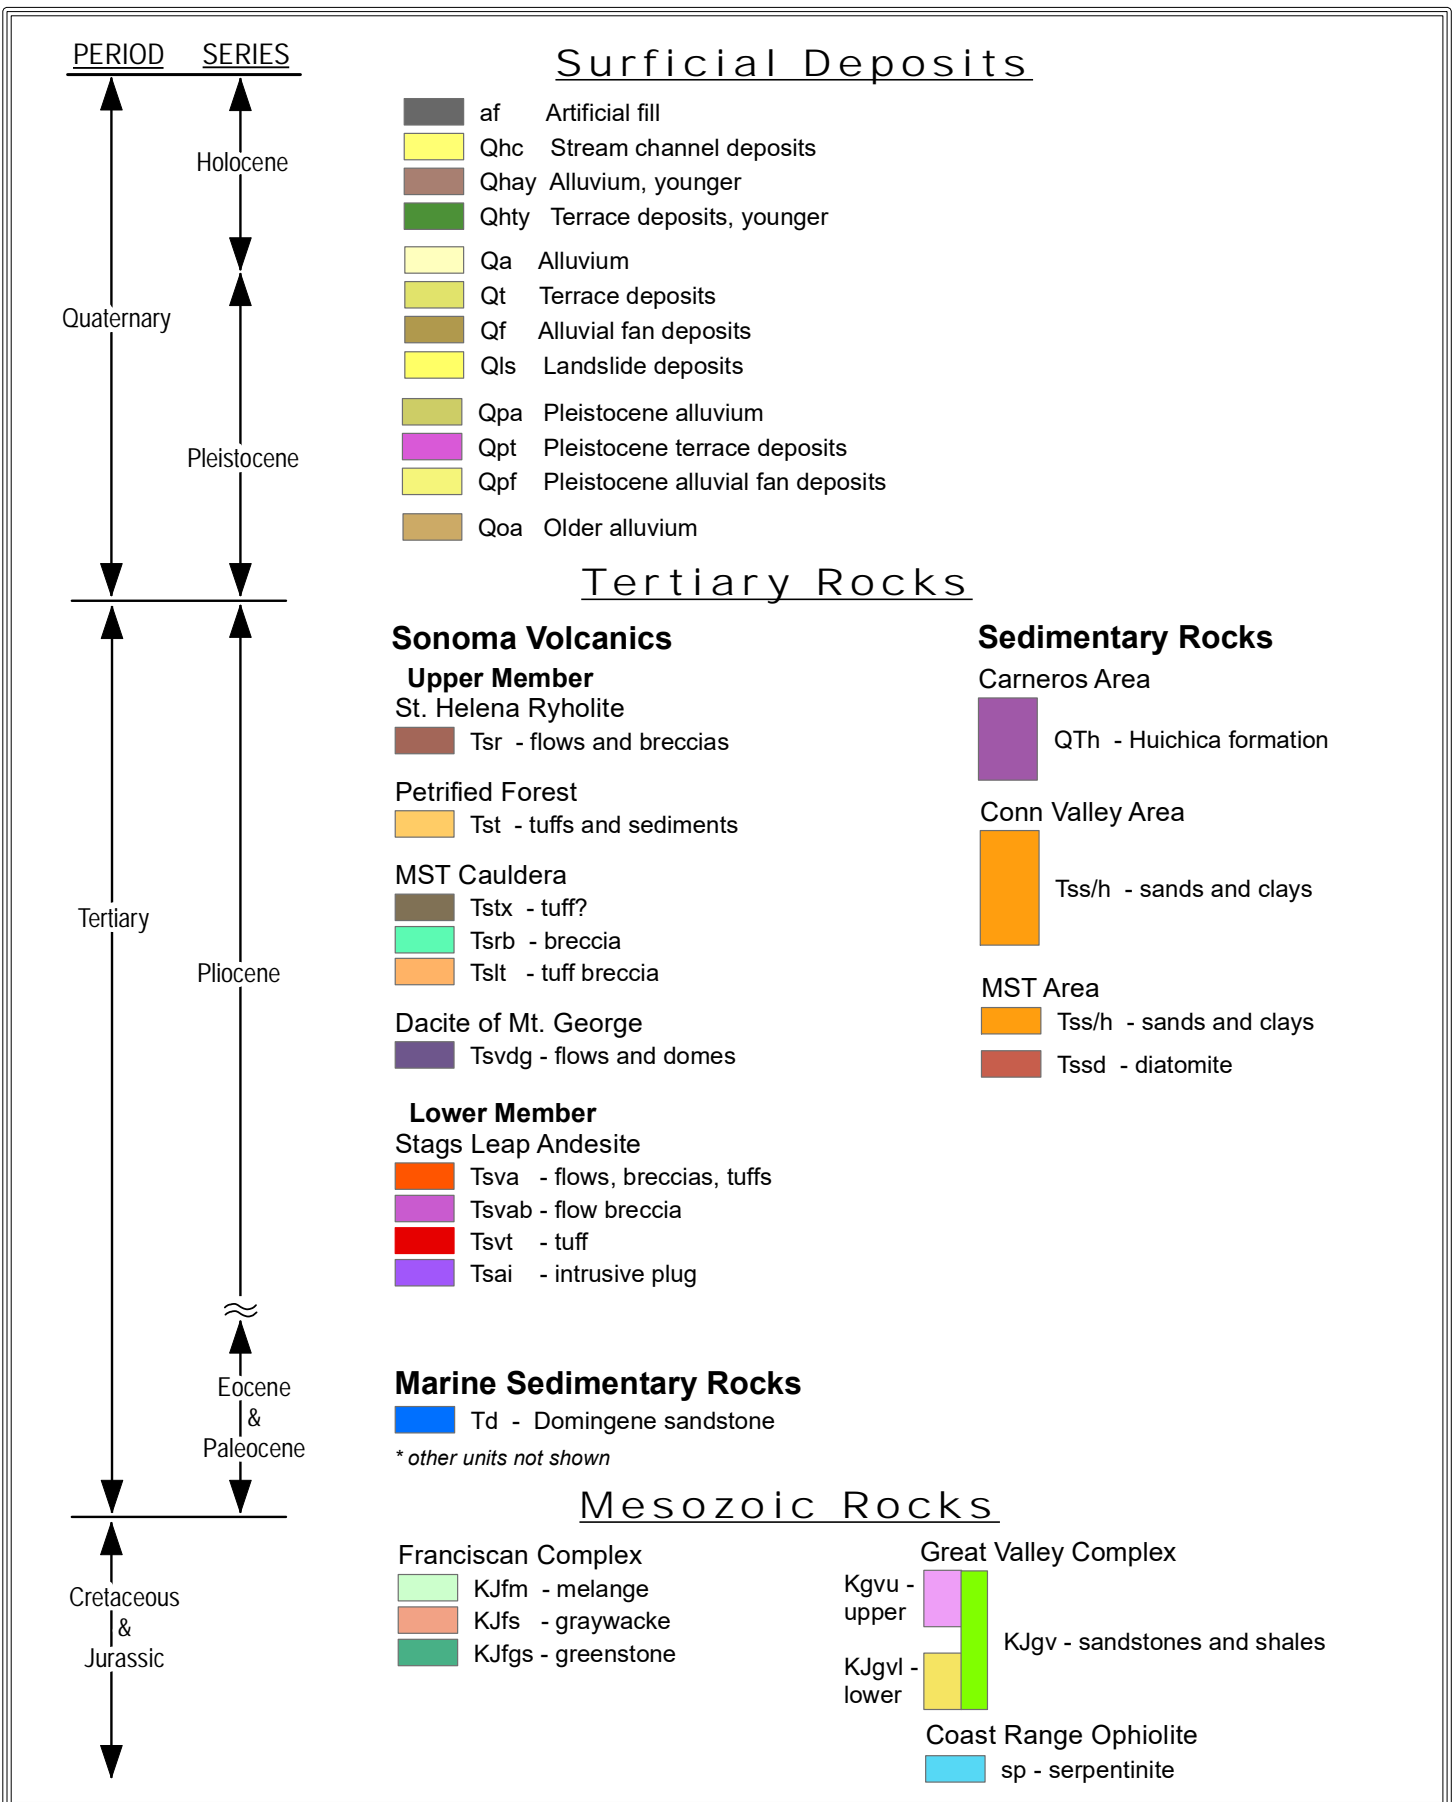 PERIOD SERIES
Surficial Deposits
af Artificial fill
Qhc Stream channel deposits
Qhay Alluvium, younger
Qhty Terrace deposits, younger
Qa Alluvium
Qt Terrace deposits
Qf Alluvial fan deposits
Qls Landslide deposits
Qpa Pleistocene alluvium
Qpt Pleistocene terrace deposits
Qpf Pleistocene alluvial fan deposits
Qoa Older alluvium
Holocene
Quaternary
Pleistocene
Tertiary Rocks
Sonoma Volcanics
Upper Member
St. Helena Ryholite
Tsr - flows and breccias
Petrified Forest
Tst - tuffs and sediments
MST Cauldera
Tstx - tuff?
Tsrb - breccia
Tslt - tuff breccia
Dacite of Mt. George
Tsvdg - flows and domes
Lower Member
Stags Leap Andesite
Tsva - flows, breccias, tuffs
Tsvab - flow breccia
Tsvt - tuff
Tsai - intrusive plug
Sedimentary Rocks
Carneros Area
QTh - Huichica formation
Conn Valley Area
Tss/h - sands and clays
MST Area
Tss/h - sands and clays
Tssd - diatomite
Tertiary
Pliocene
Eocene
&
Paleocene
Marine Sedimentary Rocks
Td - Domingene sandstone
* other units not shown
Mesozoic Rocks
Cretaceous
&
Jurassic
Franciscan Complex
KJfm - melange
KJfs - graywacke
KJfgs - greenstone
Great Valley Complex
Kgvu -
upper
KJgvl -
lower
KJgv - sandstones and shales
Coast Range Ophiolite
sp - serpentinite